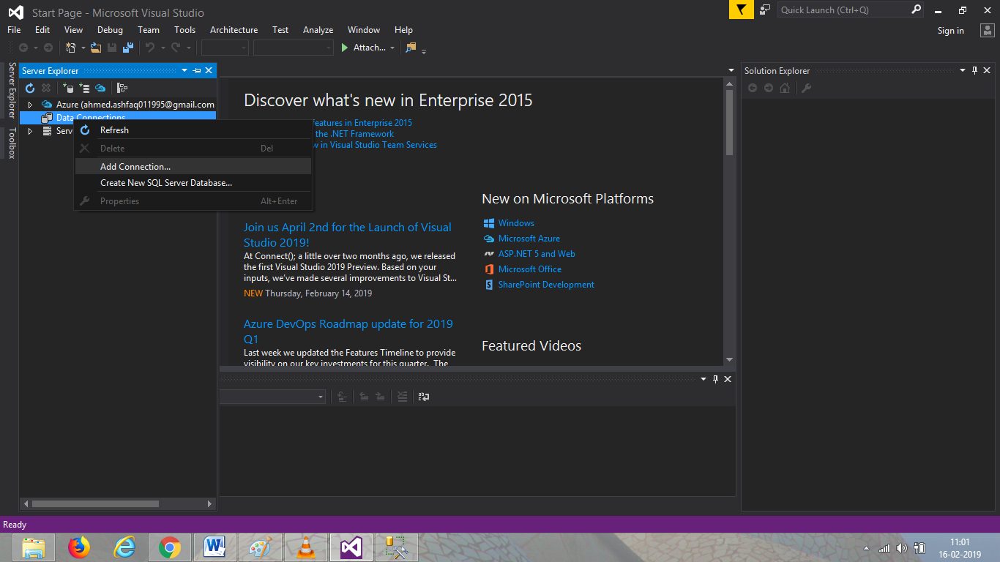 Start Page - Microsoft Visual Studio
Quick Launch (Ctrl+Q)
File Edit View Debug Team Tools Architecture Test Analyze Window Help
Sign in
Attach...
Server Explorer
Toolbox
Server Explorer
Azure (ahmed.ashfaq011995@gmail.com
Data Connections
Serv
Refresh
Delete Del
Add Connection...
Create New SQL Server Database...
Properties Alt+Enter
Discover what's new in Enterprise 2015
features in Enterprise 2015
the .NET Framework
w in Visual Studio Team Services
Join us April 2nd for the Launch of Visual
Studio 2019!
At Connect(); a little over two months ago, we released
the first Visual Studio 2019 Preview. Based on your
inputs, we've made several improvements to Visual St...
NEW Thursday, February 14, 2019
Azure DevOps Roadmap update for 2019
Q1
Last week we updated the Features Timeline to provide
visibility on our key investments for this quarter. The
New on Microsoft Platforms
Windows
Microsoft Azure
ASP.NET 5 and Web
Microsoft Office
SharePoint Development
Featured Videos
Solution Explorer
Ready
11:01
16-02-2019